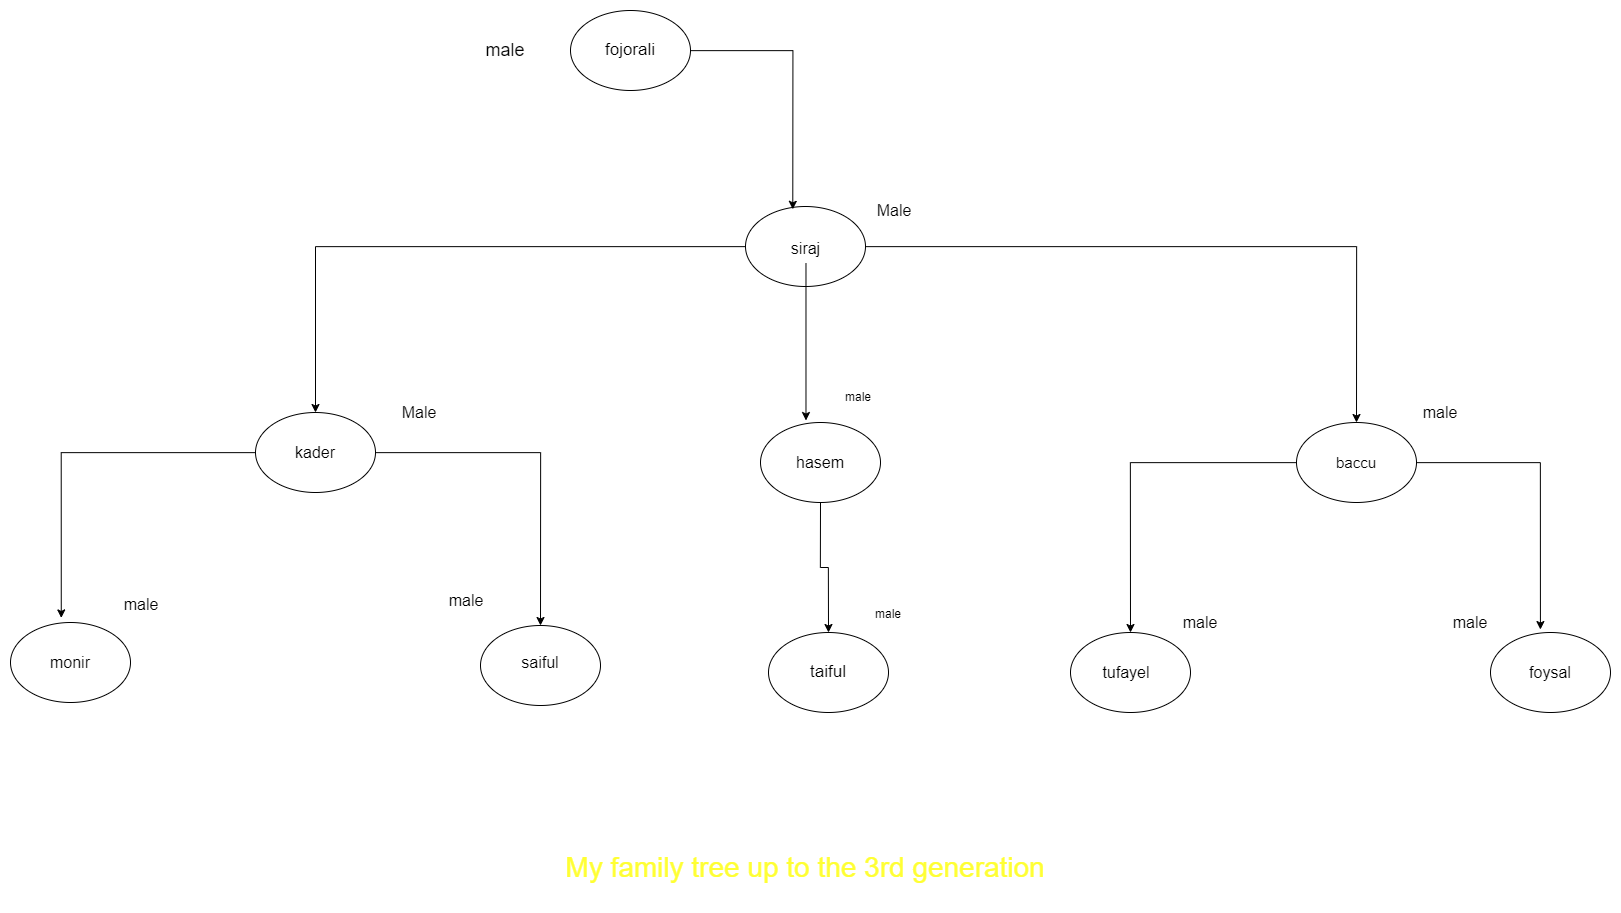 male
fojorali
Male
siraj
Male
male
male
kader
hasem
baccu
male
male
male
male
male
monir
saiful
taiful
tufayel
foysal
My family tree up to the 3rd generation